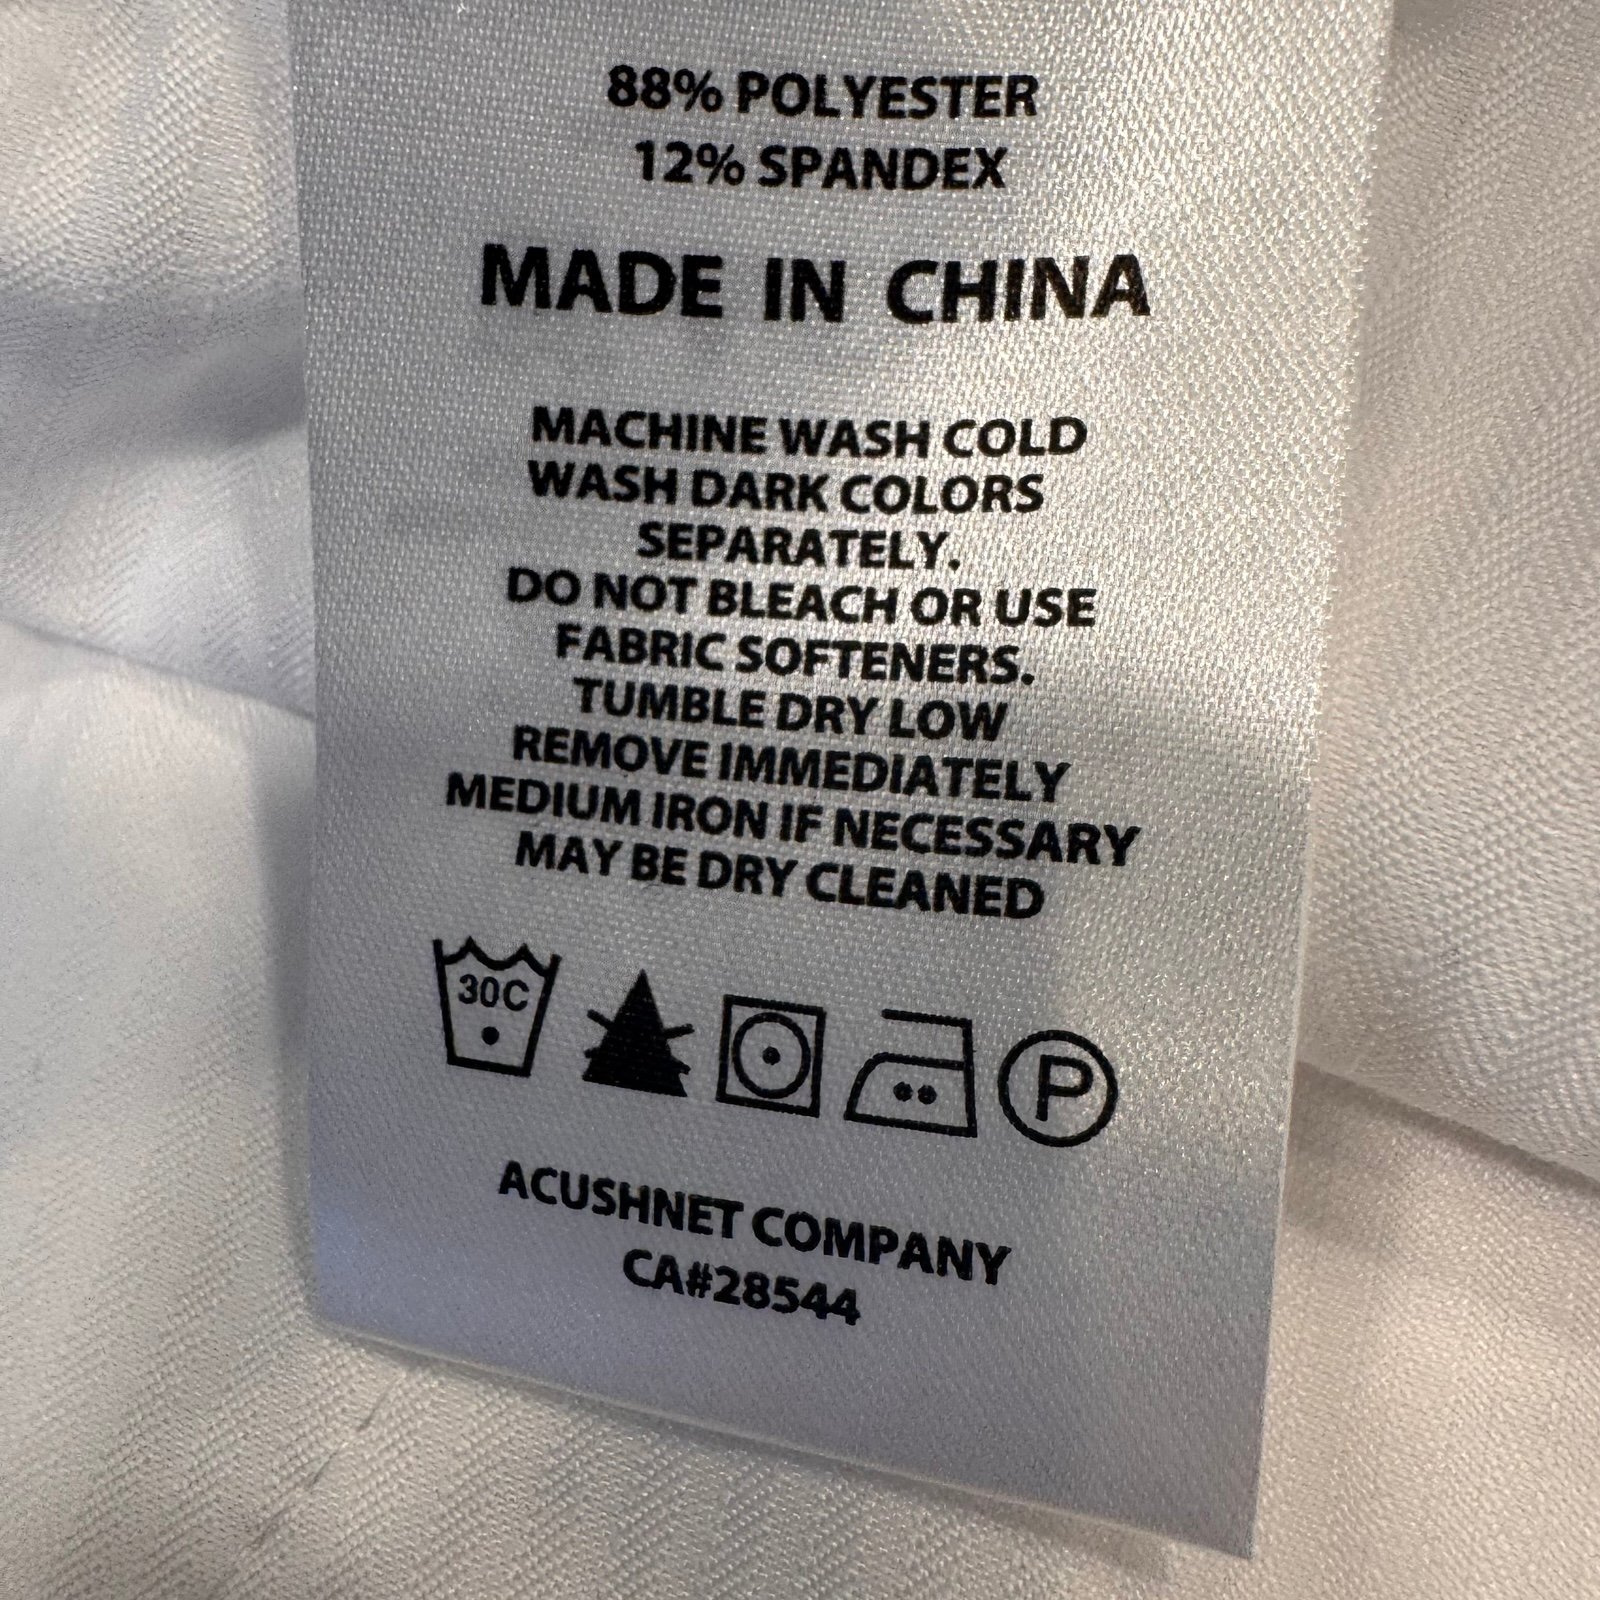 88% POLYESTER
12% SPANDEX
MADE IN CHINA
MACHINE WASH COLD
WASH DARK COLORS
SEPARATELY.
DO NOT BLEACH OR USE
FABRIC SOFTENERS.
TUMBLE DRY LOW
REMOVE IMMEDIATELY
MEDIUM IRON IF NECESSARY
MAY BE DRY CLEANED
30C
P
ACUSHNET COMPANY
CA#28544